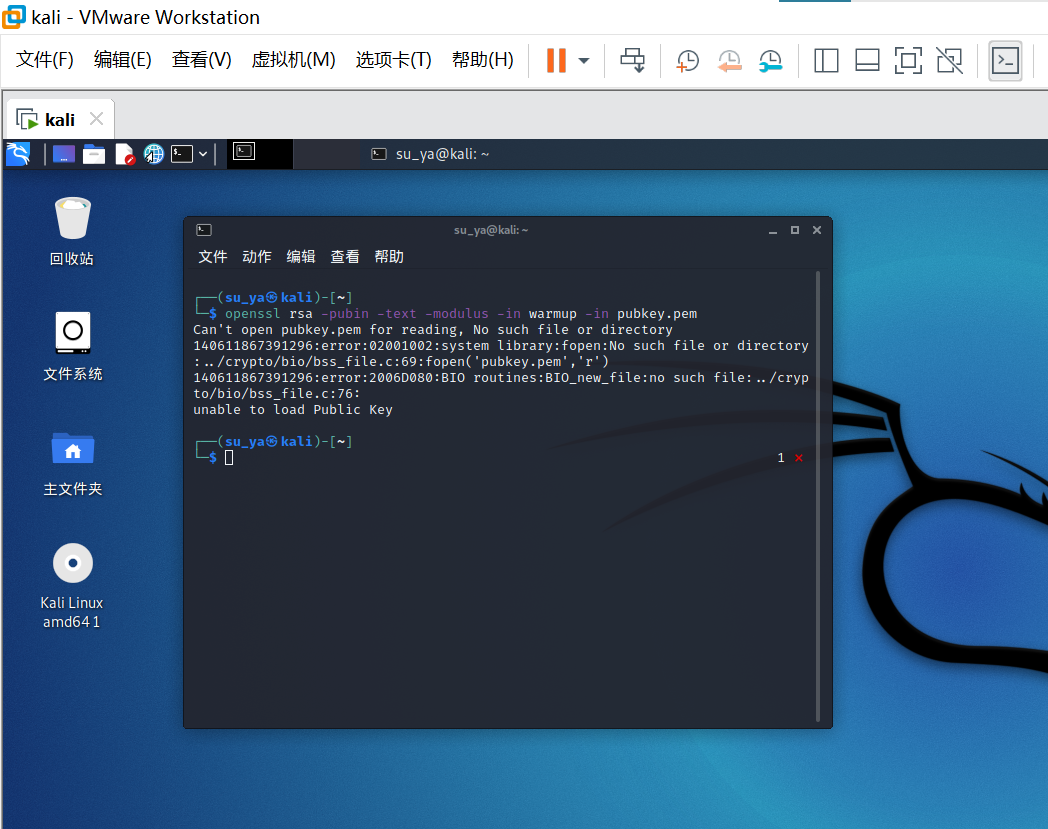 kali - VMware Workstation
文件(F) 编辑(E) 查看(V) 虚拟机(M) 选项卡(T) 帮助(H)
kali
su_ya@kali: ~
回收站
文件系统
主文件夹
Kali Linux
amd64 1
su_ya@kali: ~
文件 动作 编辑 查看 帮助
┌──(su_ya㉿kali)-[~]
└─$ openssl rsa -pubin -text -modulus -in warmup -in pubkey.pem
Can't open pubkey.pem for reading, No such file or directory
140611867391296:error:02001002:system library:fopen:No such file or directory
:../crypto/bio/bss_file.c:69:fopen('pubkey.pem','r')
140611867391296:error:2006D080:BIO routines:BIO_new_file:no such file:../cryp
to/bio/bss_file.c:76:
unable to load Public Key
┌──(su_ya㉿kali)-[~]
└─$ 1 ⨯